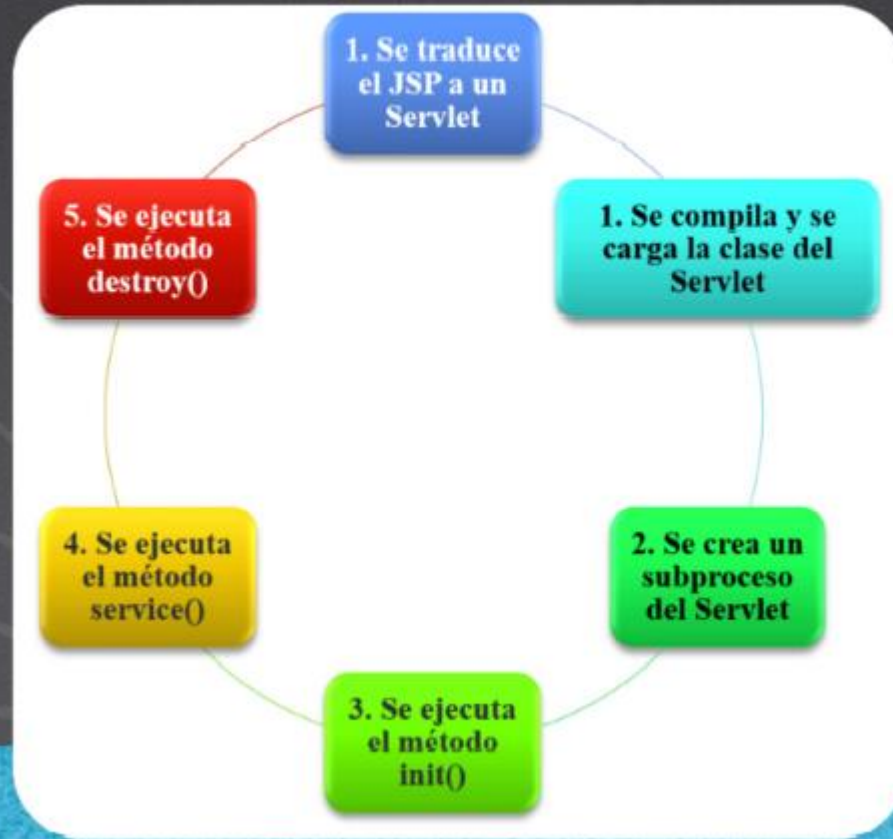 1. Se traduce
el JSP a un
Servlet
1. Se compila y se
carga la clase del
Servlet
2. Se crea un
subproceso
del Servlet
3. Se ejecuta
el método
init()
4. Se ejecuta
el método
service()
5. Se ejecuta
el método
destroy()